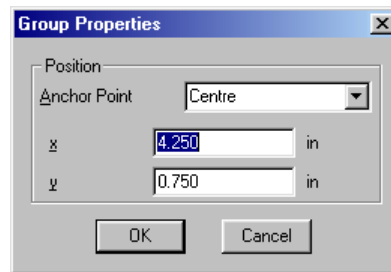 Group Properties
Position
Anchor Point Centre
x 4.250 in
y 0.750 in
OK Cancel